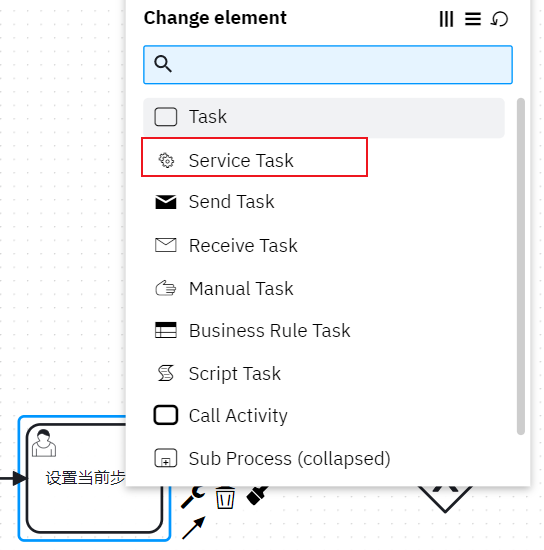 Change element
Task
Service Task
Send Task
Receive Task
Manual Task
Business Rule Task
Script Task
Call Activity
Sub Process (collapsed)
设置当前步